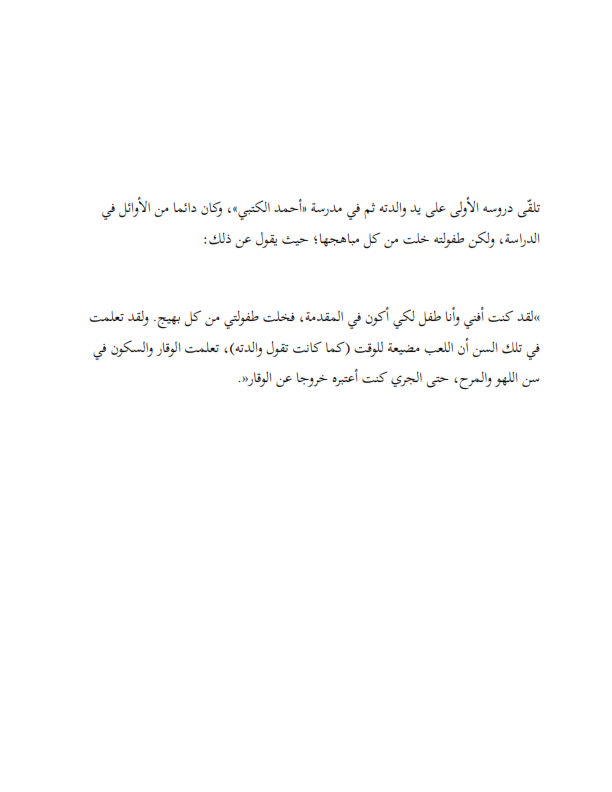 تلقّى دروسه الأولى على يد والدته ثم في مدرسة «أحمد الكتبي»، وكان دائما من الأوائل في
الدراسة، ولكن طفولته خلت من كل مباهجها؛ حيث يقول عن ذلك:
»لقد كنت أفني وأنا طفل لكي أكون في المقدمة، فخلت طفولتي من كل بهيج. ولقد تعلمت
في تلك السن أن اللعب مضيعة للوقت (كما كانت تقول والدته)، تعلمت الوقار والسكون في
سن اللهو والمرح، حتى الجري كنت أعتبره خروجا عن الوقار«.